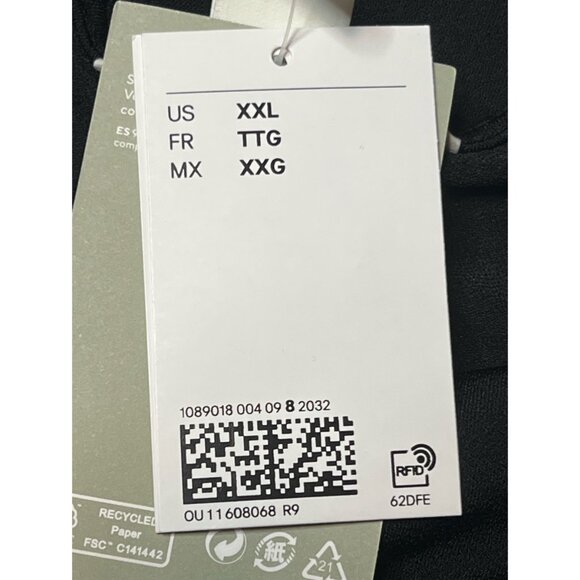 US XXL
FR TTG
MX XXG
1089018 004 09 8 2032
RFID
62DFE
OU 11608068 R9
RECYCLED
Paper
FSC™ C141442
紙
21